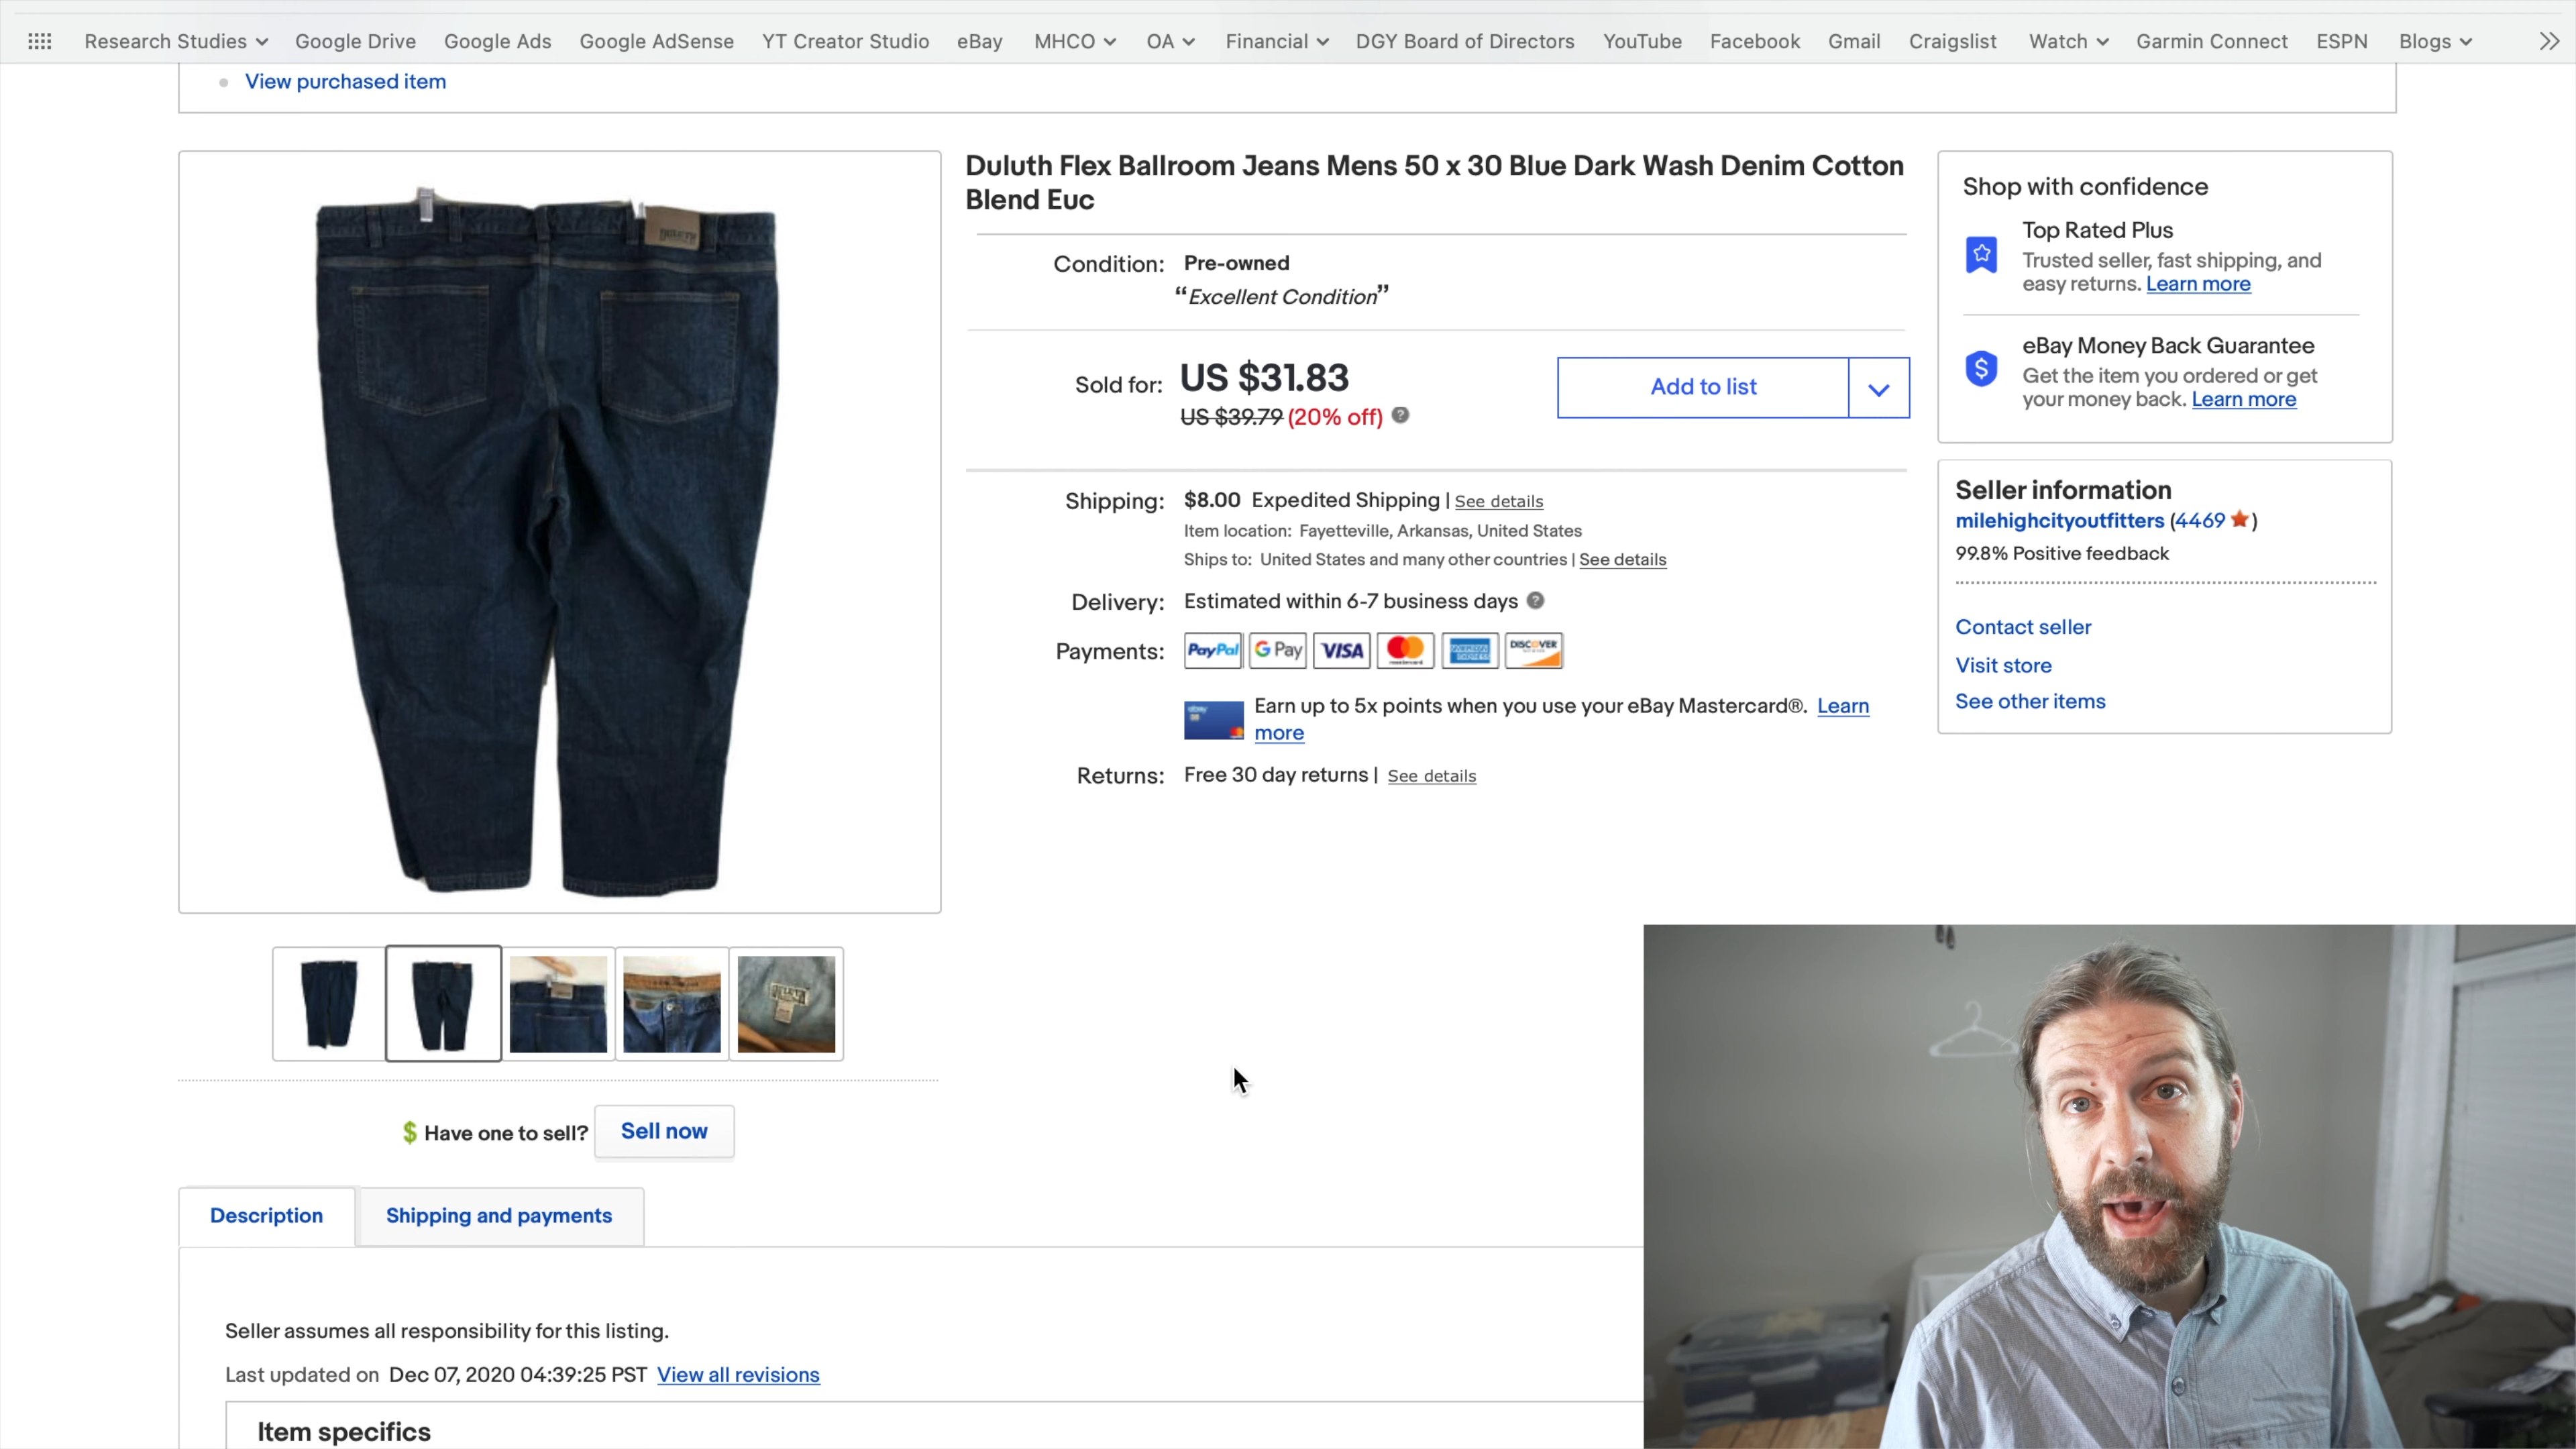 Research Studies Google Drive Google Ads Google AdSense YT Creator Studio eBay MHCO OA Financial DGY Board of Directors YouTube Facebook Gmail Craigslist Watch Garmin Connect ESPN Blogs
View purchased item
Duluth Flex Ballroom Jeans Mens 50 x 30 Blue Dark Wash Denim Cotton
Blend Euc
Condition: Pre-owned
“Excellent Condition”
Sold for: US $31.83
US $39.79 (20% off)
Add to list
Shipping: $8.00 Expedited Shipping | See details
Item location: Fayetteville, Arkansas, United States
Ships to: United States and many other countries | See details
Delivery: Estimated within 6-7 business days
Payments: PayPal G Pay VISA mastercard AMERICAN EXPRESS DISCOVER
Earn up to 5x points when you use your eBay Mastercard®. Learn
more
Returns: Free 30 day returns | See details
Shop with confidence
Top Rated Plus
Trusted seller, fast shipping, and
easy returns. Learn more
eBay Money Back Guarantee
Get the item you ordered or get
your money back. Learn more
Seller information
milehighcityoutfitters (4469 )
99.8% Positive feedback
Contact seller
Visit store
See other items
DULUTH
$ Have one to sell? Sell now
Description
Shipping and payments
Seller assumes all responsibility for this listing.
Last updated on Dec 07, 2020 04:39:25 PST View all revisions
Item specifics